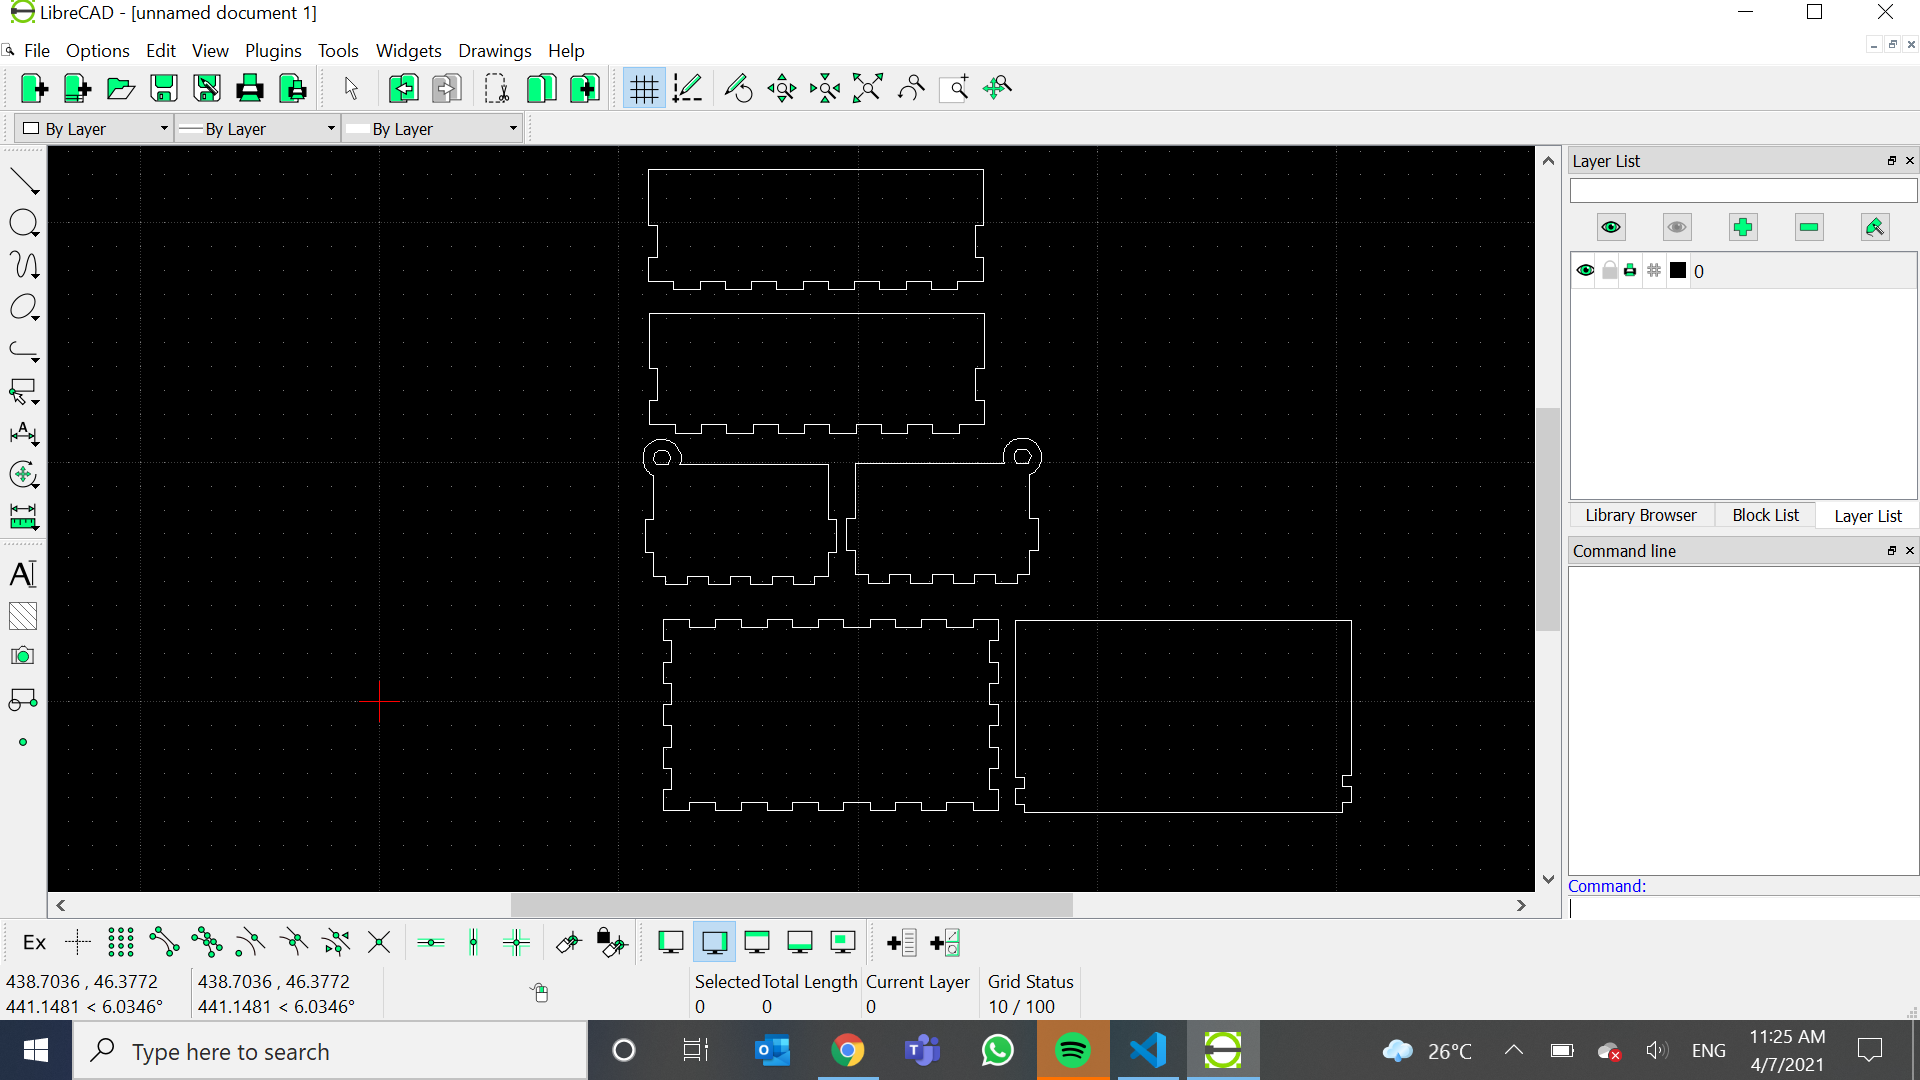 LibreCAD - [unnamed document 1]
File Options Edit View Plugins Tools Widgets Drawings Help
By Layer By Layer By Layer
Layer List
0
Library Browser Block List Layer List
Command line
Command:
A
Ex
438.7036 , 46.3772 438.7036 , 46.3772 Selected Total Length Current Layer Grid Status
441.1481 < 6.0346° 441.1481 < 6.0346° 0 0 0 10 / 100
Type here to search
26°C ENG 11:25 AM
4/7/2021